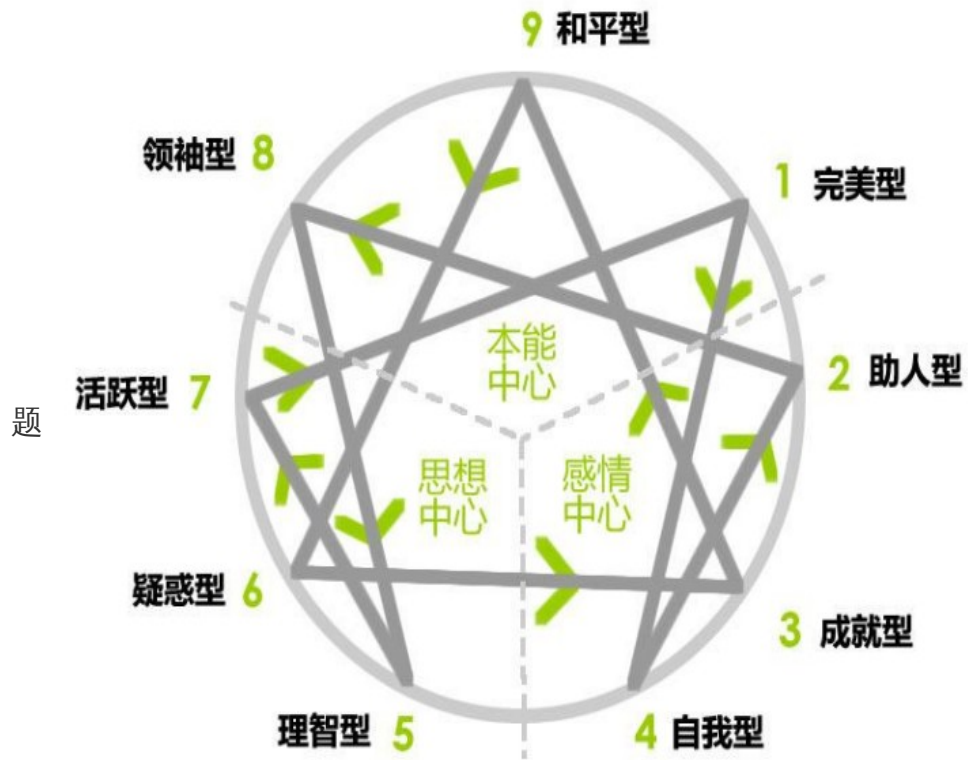 9 和平型
领袖型 8
1 完美型
本能
中心
活跃型 7
2 助人型
题
思想
中心
感情
中心
疑惑型 6
3 成就型
理智型 5
4 自我型